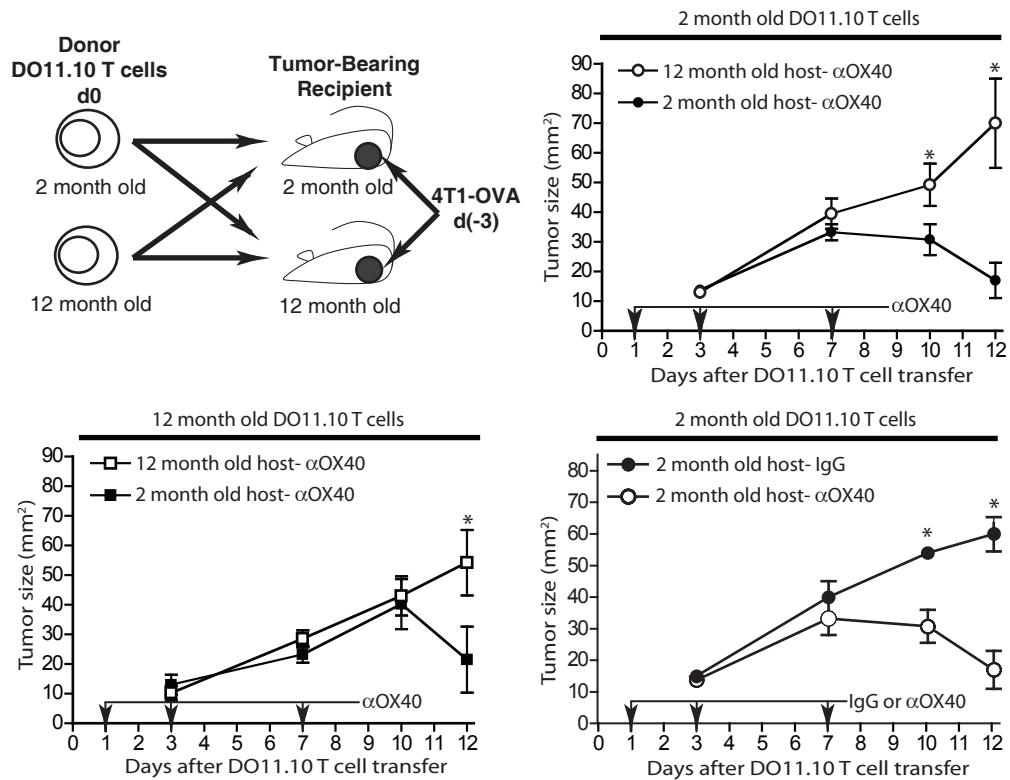 Donor
DO11.10 T cells
d0
2 month old
12 month old
Tumor-Bearing
Recipient
2 month old
12 month old
4T1-OVA
d(-3)
2 month old DO11.10 T cells
12 month old host- αOX40
2 month old host- αOX40
Tumor size (mm²)
90
80
70
60
50
40
30
20
10
0
*
*
αOX40
0 1 2 3 4 5 6 7 8 9 10 11 12
Days after DO11.10 T cell transfer
12 month old DO11.10 T cells
12 month old host- αOX40
2 month old host- αOX40
Tumor size (mm²)
90
80
70
60
50
40
30
20
10
0
*
αOX40
0 1 2 3 4 5 6 7 8 9 10 11 12
Days after DO11.10 T cell transfer
2 month old DO11.10 T cells
2 month old host- IgG
2 month old host- αOX40
Tumor size (mm²)
80
70
60
50
40
30
20
10
0
*
*
IgG or αOX40
0 1 2 3 4 5 6 7 8 9 10 11 12
Days after DO11.10 T cell transfer